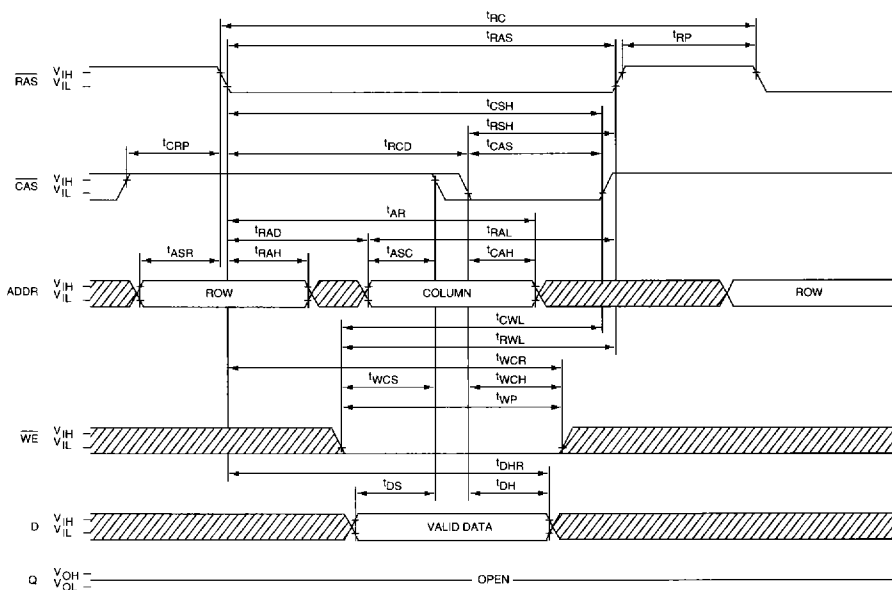 tRC
tRAS
tRP
RAS VIH VIL
tCSH
tRSH
tCRP tRCD tCAS
CAS VIH VIL
tAR
tRAD tRAL
tASR tRAH tASC tCAH
ADDR VIH VIL ROW COLUMN ROW
tCWL
tRWL
tWCR
tWCS tWCH
tWP
WE VIH VIL
tDHR
tDS tDH
D VIH VIL VALID DATA
Q VOH VOL OPEN